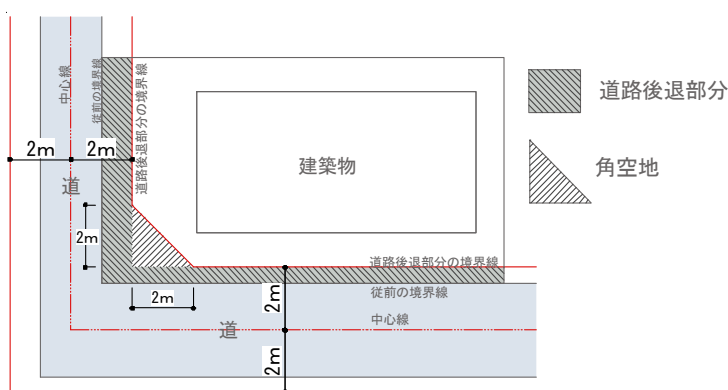 中心線
従前の境界線
道路後退部分の境界線
2m
2m
道
2m
2m
建築物
道路後退部分の境界線
従前の境界線
中心線
道
2m
2m
道路後退部分
角空地